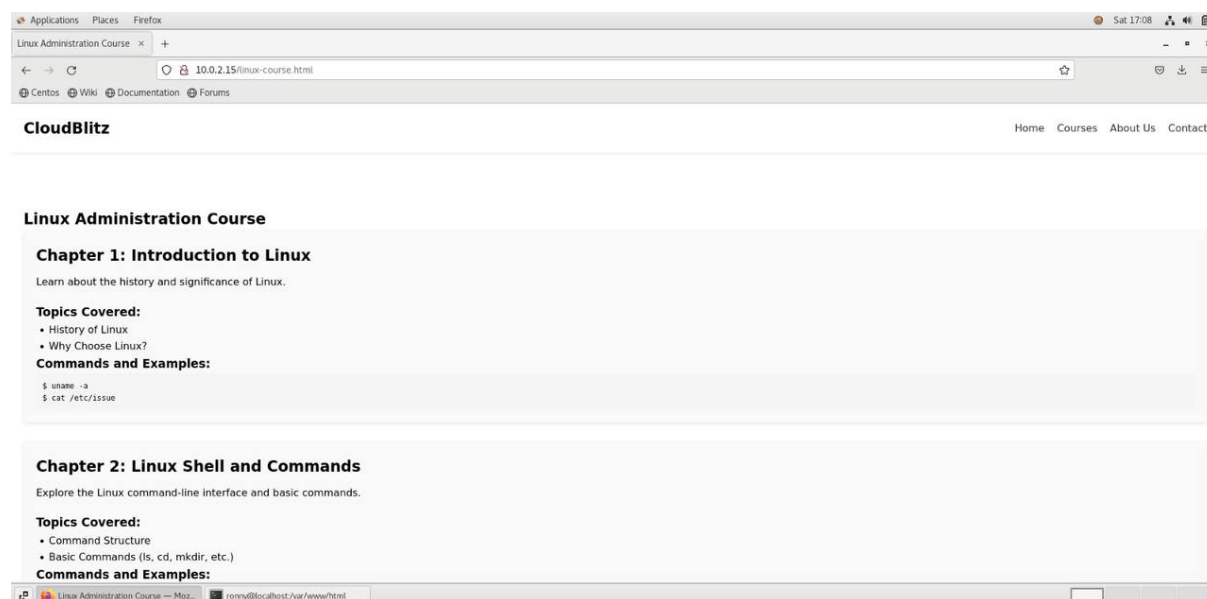 Applications Places Firefox Sat 17:08
Linux Administration Course × +
10.0.2.15/linux-course.html
Centos Wiki Documentation Forums
CloudBlitz Home Courses About Us Contact
Linux Administration Course
Chapter 1: Introduction to Linux
Learn about the history and significance of Linux.
Topics Covered:
• History of Linux
• Why Choose Linux?
Commands and Examples:
$ uname -a
$ cat /etc/issue
Chapter 2: Linux Shell and Commands
Explore the Linux command-line interface and basic commands.
Topics Covered:
• Command Structure
• Basic Commands (ls, cd, mkdir, etc.)
Commands and Examples:
Linux Administration Course — Moz... ronny@localhost:/var/www/html